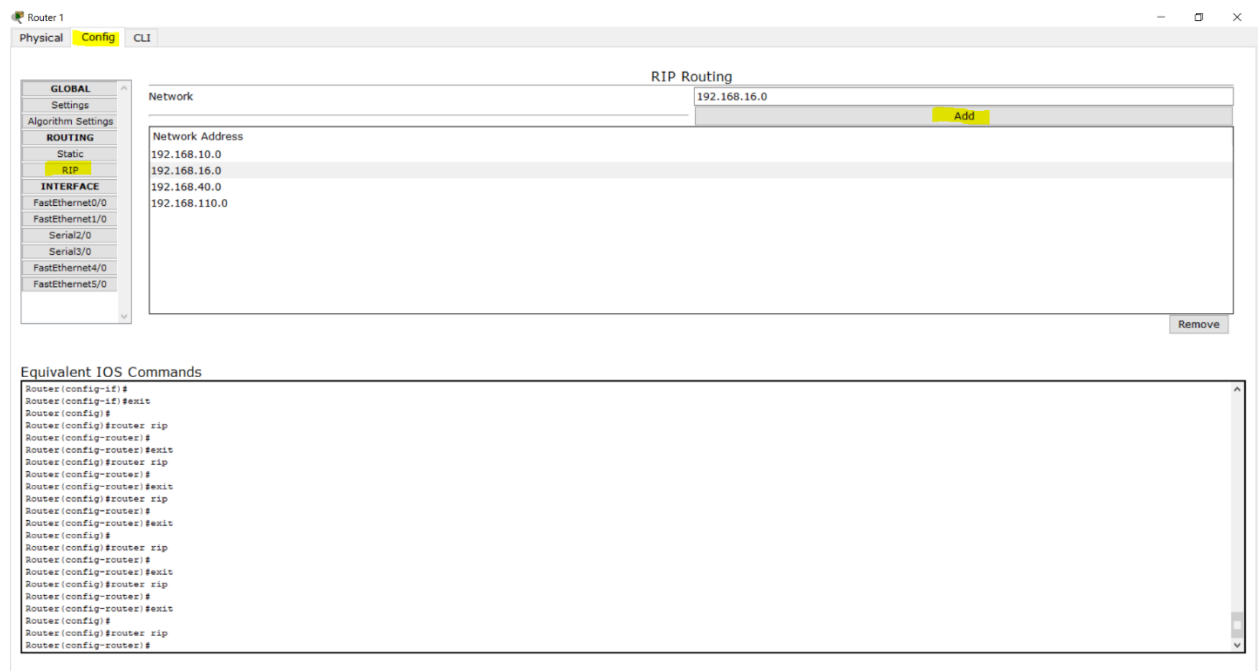 Router 1
Physical Config CLI
RIP Routing
GLOBAL
Settings
Algorithm Settings
ROUTING
Static
RIP
INTERFACE
FastEthernet0/0
FastEthernet1/0
Serial2/0
Serial3/0
FastEthernet4/0
FastEthernet5/0
Network 192.168.16.0
Add
Network Address
192.168.10.0
192.168.16.0
192.168.40.0
192.168.110.0
Remove
Equivalent IOS Commands
Router(config-if)#
Router(config-if)#exit
Router(config)#
Router(config)#router rip
Router(config-router)#
Router(config-router)#exit
Router(config)#router rip
Router(config-router)#
Router(config-router)#exit
Router(config)#router rip
Router(config-router)#
Router(config-router)#exit
Router(config)#
Router(config)#router rip
Router(config-router)#
Router(config-router)#exit
Router(config)#router rip
Router(config-router)#
Router(config-router)#exit
Router(config)#
Router(config)#router rip
Router(config-router)#